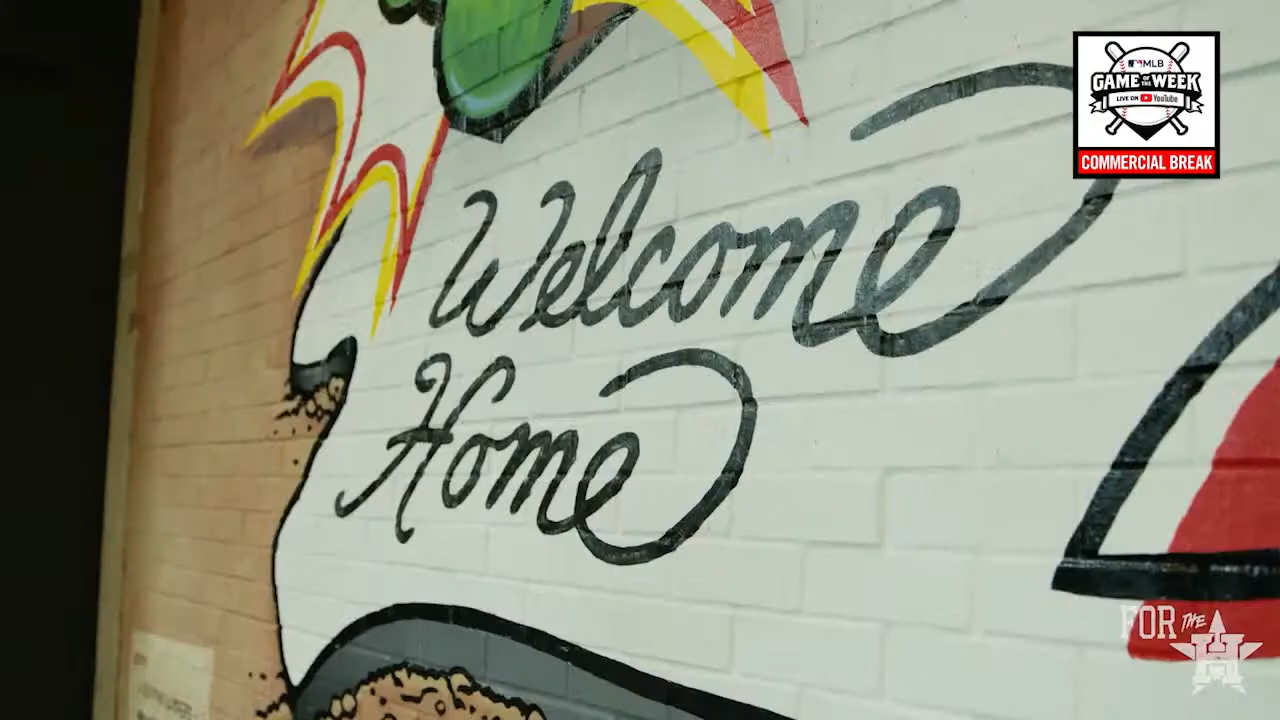 MLB
GAME OF THE WEEK
LIVE ON YouTube
COMMERCIAL BREAK
Welcome
Home
FOR THE
H